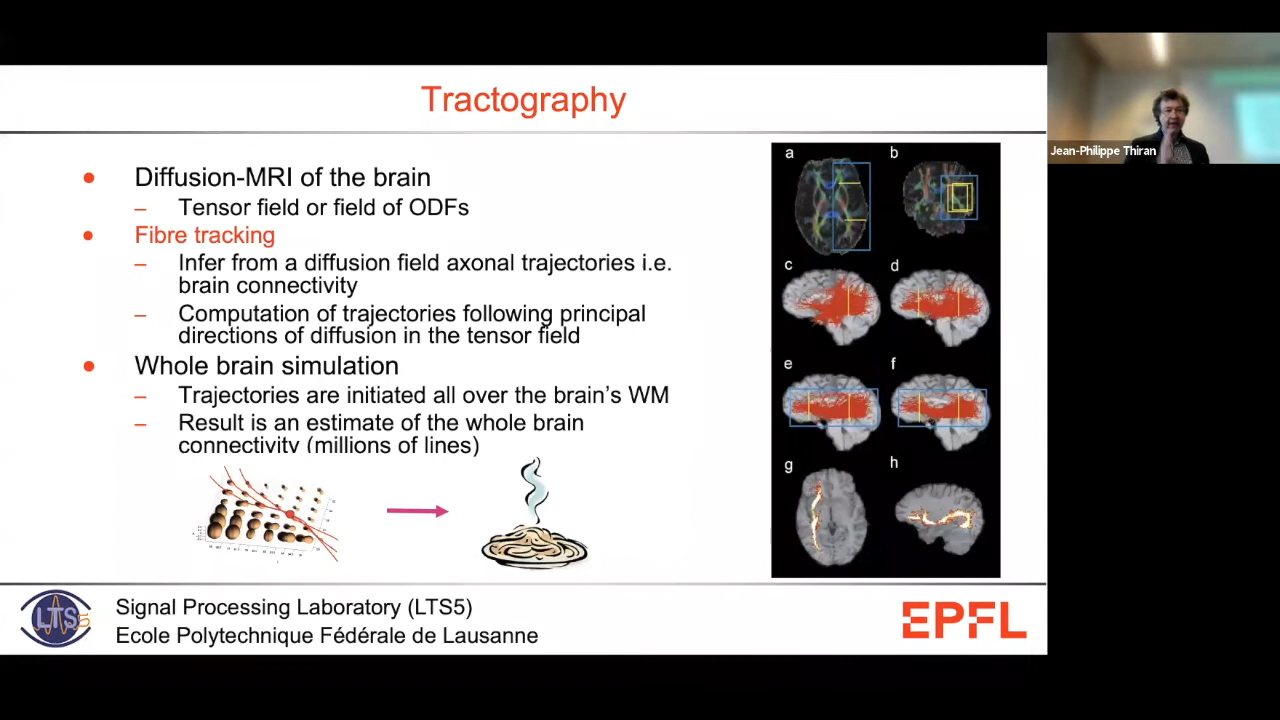 Tractography
Diffusion-MRI of the brain
– Tensor field or field of ODFs
Fibre tracking
– Infer from a diffusion field axonal trajectories i.e.
brain connectivity
– Computation of trajectories following principal
directions of diffusion in the tensor field
Whole brain simulation
– Trajectories are initiated all over the brain's WM
– Result is an estimate of the whole brain
connectivity (millions of lines)
a
b
c
d
e
f
g
h
LTS5
Signal Processing Laboratory (LTS5)
Ecole Polytechnique Fédérale de Lausanne
EPFL
Jean-Philippe Thiran